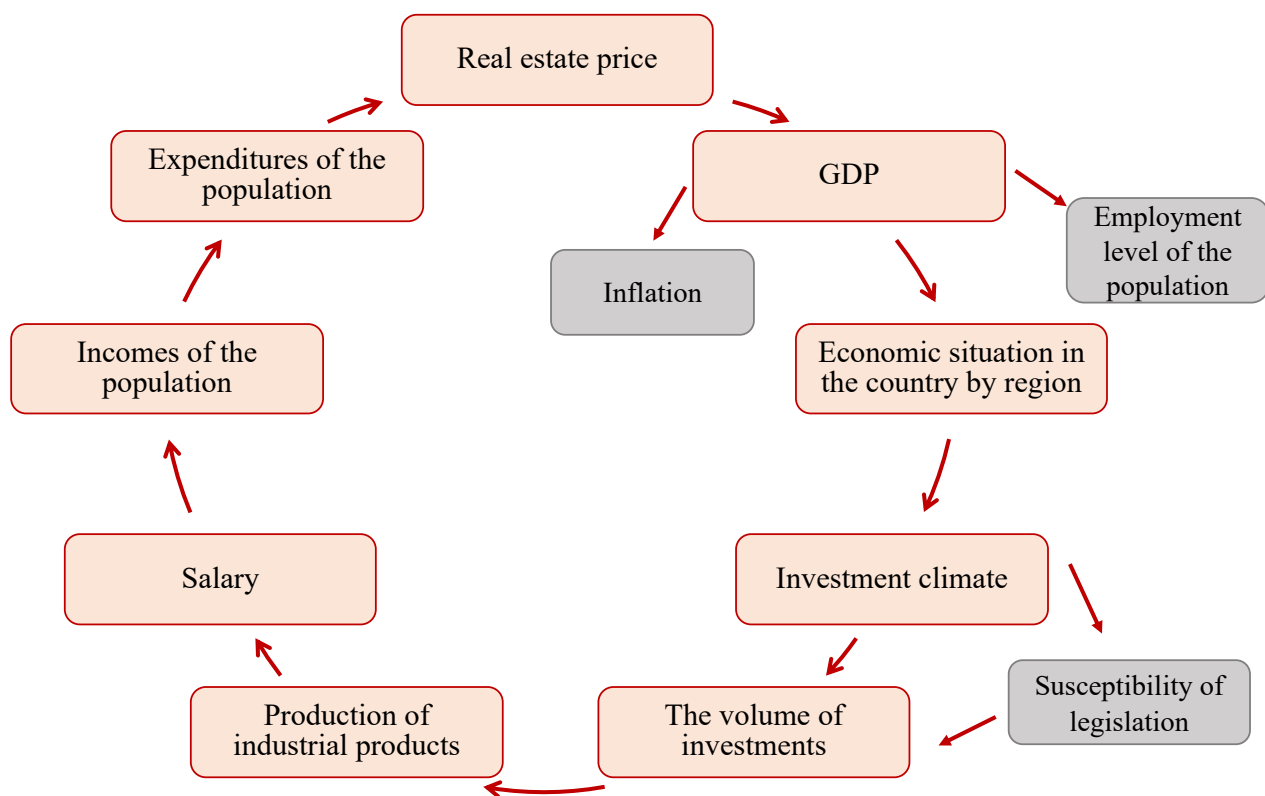 Real estate price
Expenditures of the
population
GDP
Employment
level of the
population
Inflation
Incomes of the
population
Economic situation in
the country by region
Salary
Investment climate
Susceptibility of
legislation
Production of
industrial products
The volume of
investments